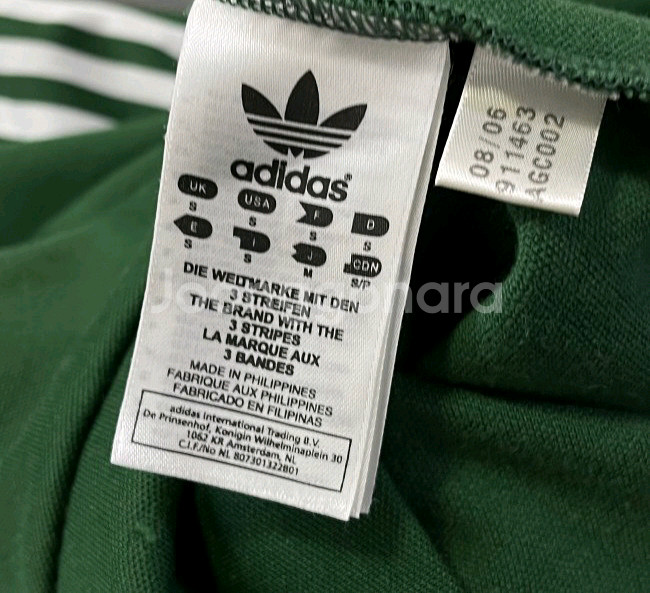 adidas®
UK
S
USA
S
F
S
D
S
E
S
I
S
J
M
CDN
S/P
DIE WELTMARKE MIT DEN
3 STREIFEN
THE BRAND WITH THE
3 STRIPES
LA MARQUE AUX
3 BANDES
MADE IN PHILIPPINES
FABRIQUE AUX PHILIPPINES
FABRICADO EN FILIPINAS
adidas International Trading B.V.
De Prinsenhof, Konigin Wilhelminaplein 30
1062 KR Amsterdam, NL
C.I.F./No NL 807301322B01
08/06
911463
AGC002